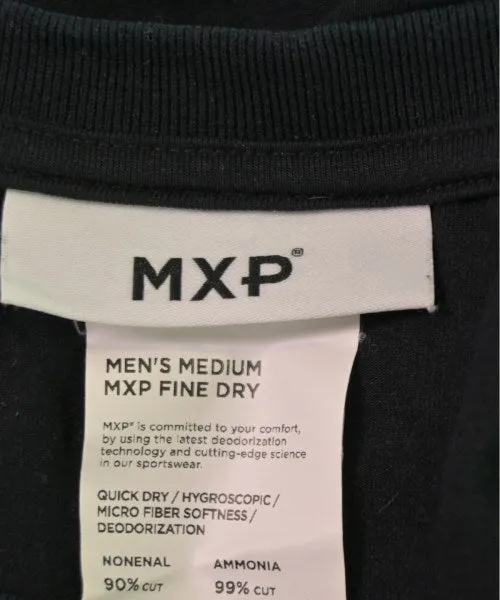 MXP®
MEN'S MEDIUM
MXP FINE DRY
MXP® is committed to your comfort,
by using the latest deodorization
technology and cutting-edge science
in our sportswear.
QUICK DRY / HYGROSCOPIC /
MICRO FIBER SOFTNESS /
DEODORIZATION
NONENAL AMMONIA
90% CUT 99% CUT